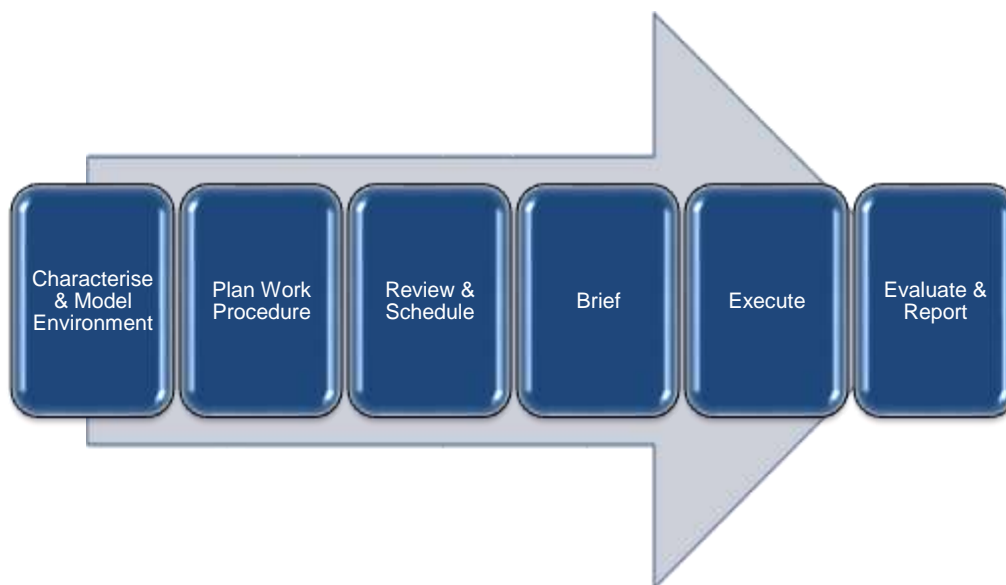 Characterise
& Model
Environment
Plan Work
Procedure
Review &
Schedule
Brief
Execute
Evaluate &
Report